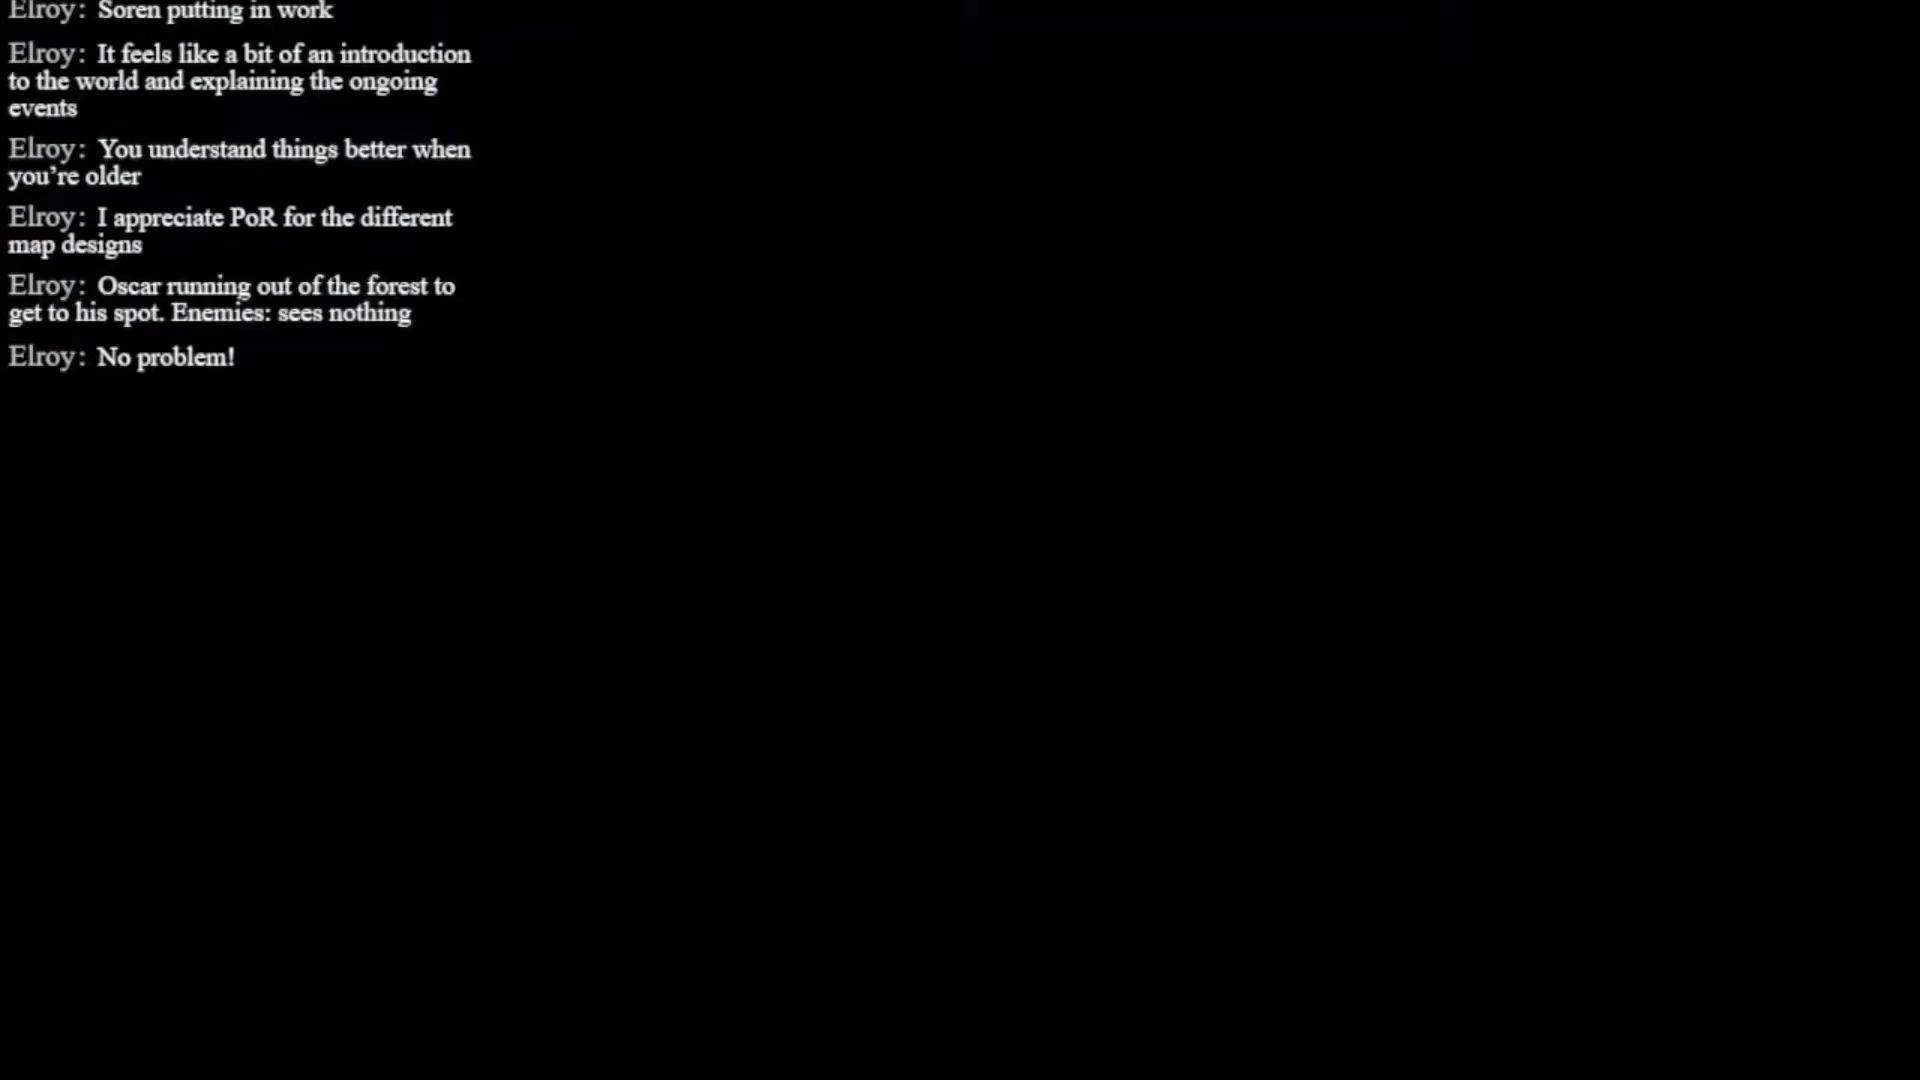 Elroy: Soren putting in work
Elroy: It feels like a bit of an introduction
to the world and explaining the ongoing
events
Elroy: You understand things better when
you’re older
Elroy: I appreciate PoR for the different
map designs
Elroy: Oscar running out of the forest to
get to his spot. Enemies: sees nothing
Elroy: No problem!